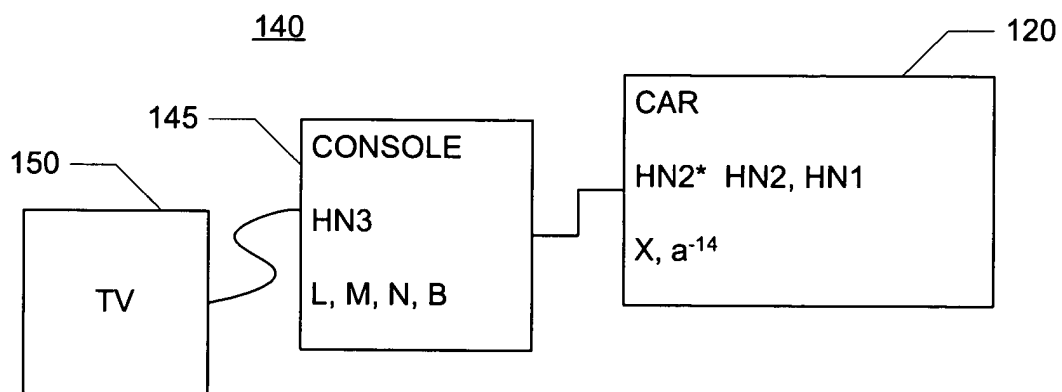 140
120
CAR
HN2* HN2, HN1
X, a⁻¹⁴
145
CONSOLE
HN3
L, M, N, B
150
TV